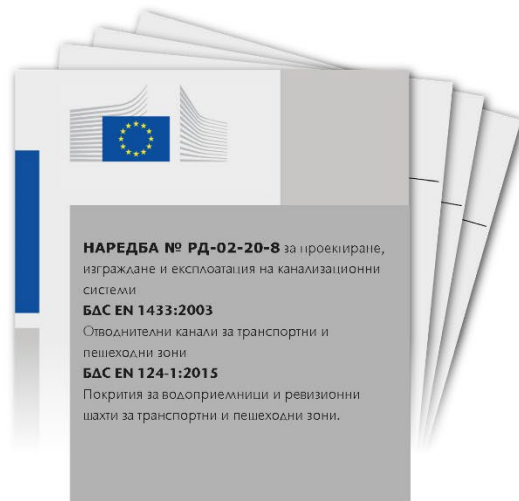 НАРЕДБА № РД-02-20-8 за проектиране,
изграждане и експлоатация на канализационни
системи
БДС EN 1433:2003
Отводнителни канали за транспортни и
пешеходни зони
БДС EN 124-1:2015
Покрития за водоприемници и ревизионни
шахти за транспортни и пешеходни зони.